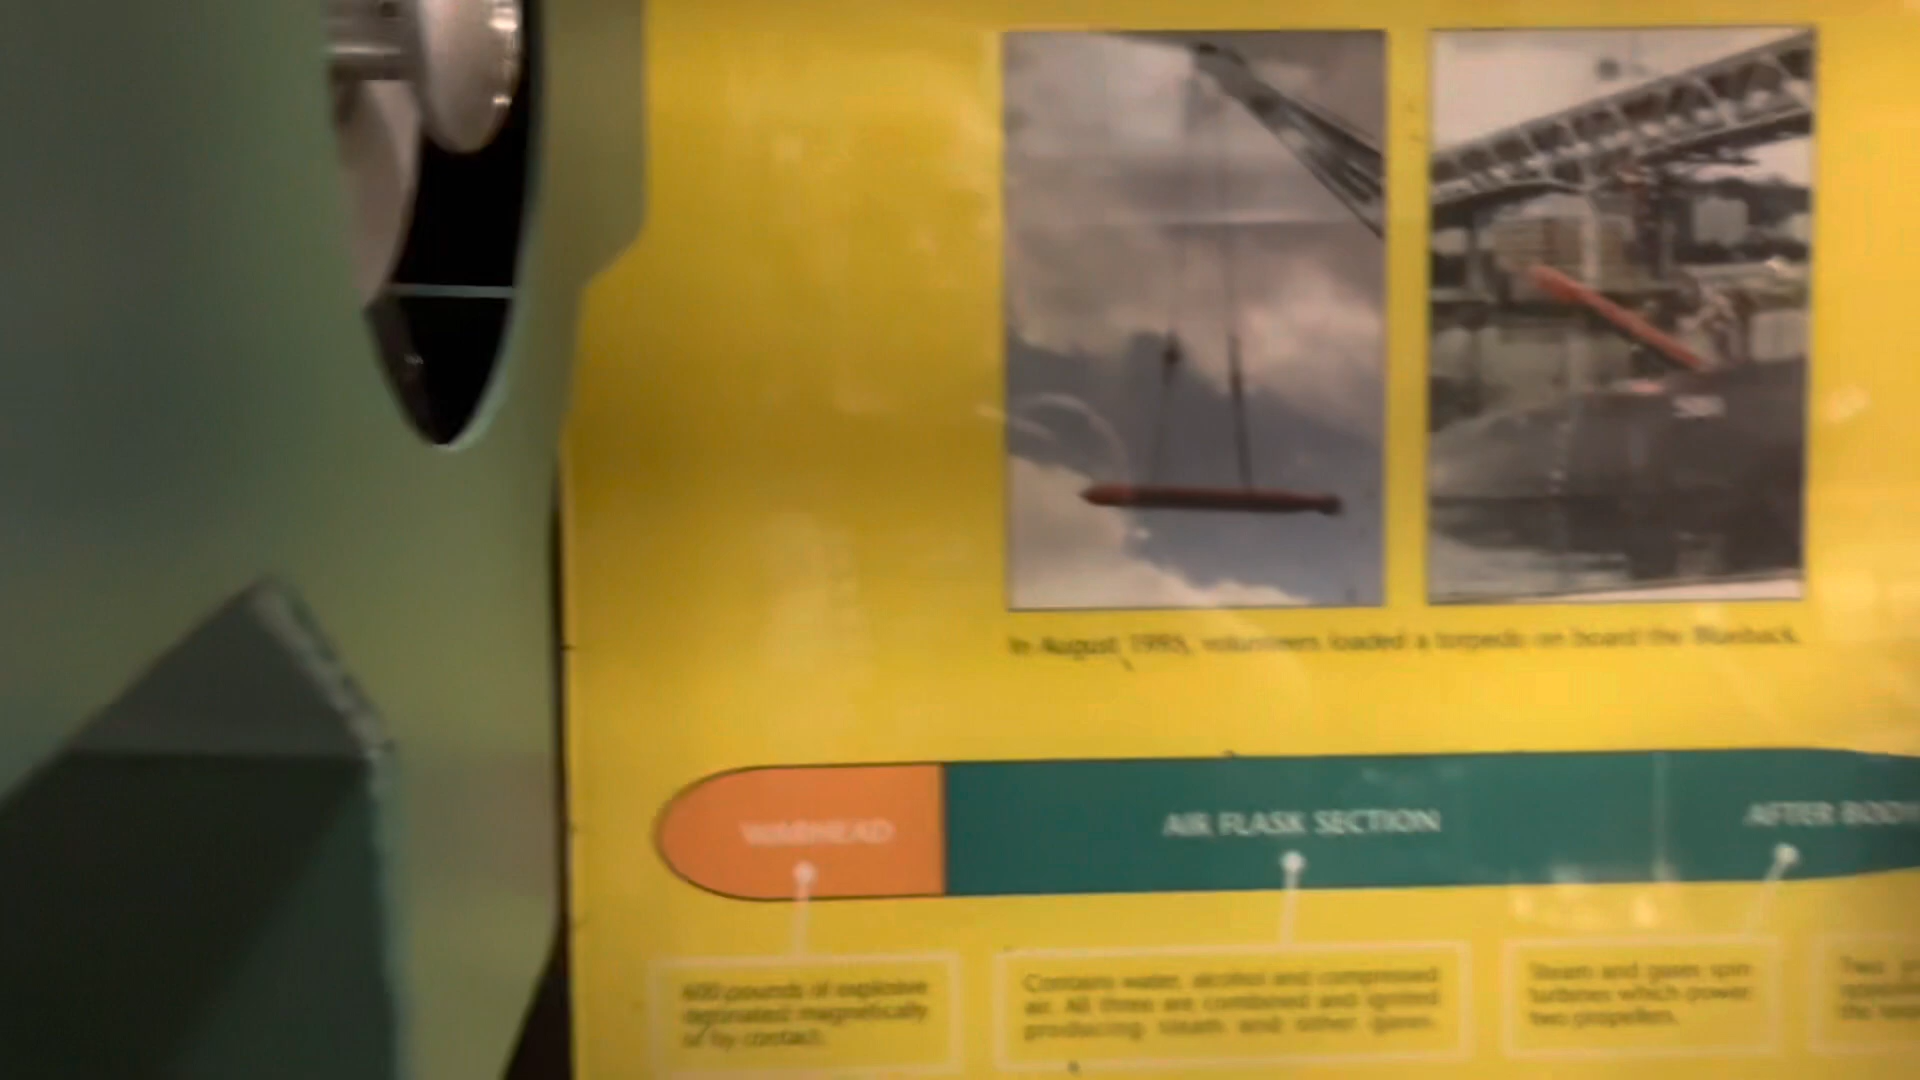 In August 1995, volunteers loaded a torpedo on board the Blueback.
WARHEAD
AIR FLASK SECTION
AFTER BODY
600 pounds of explosive
detonated magnetically
or by contact.
Contains water, alcohol and compressed
air. All three are combined and ignited
producing steam and other gases.
Steam and gases spin
turbines which power
two propellers.
Two
the